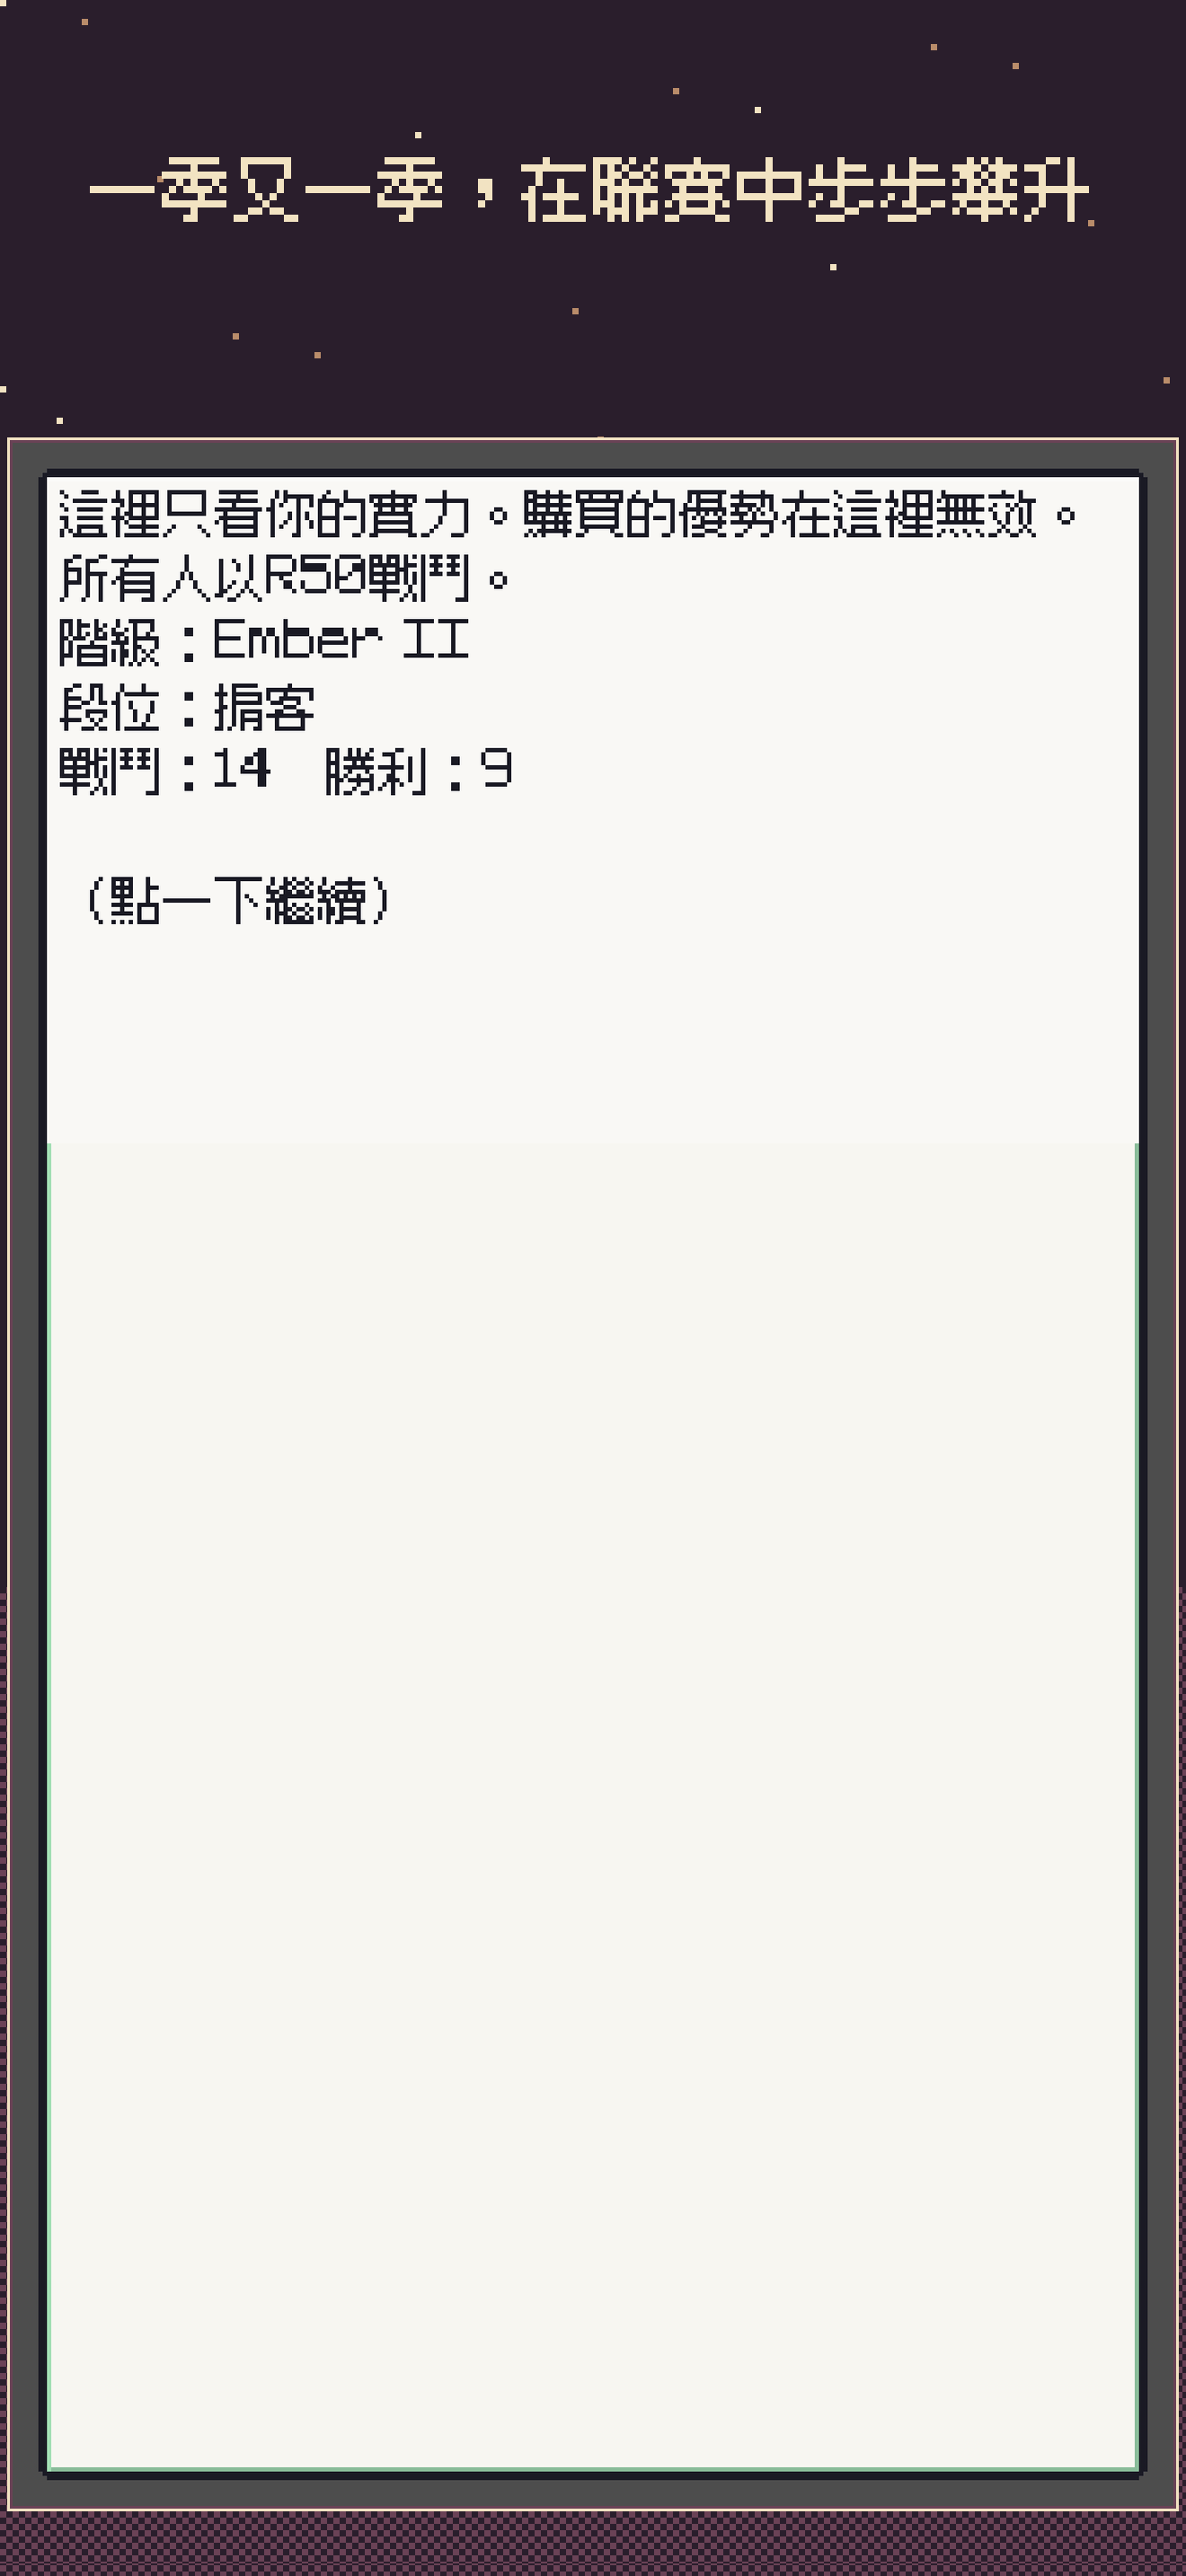 一季又一季，在聯賽中步步攀升
這裡只看你的實力。購買的優勢在這裡無效。
所有人以R50戰鬥。
階級：Ember II
段位：掮客
戰鬥：14　勝利：9
（點一下繼續）